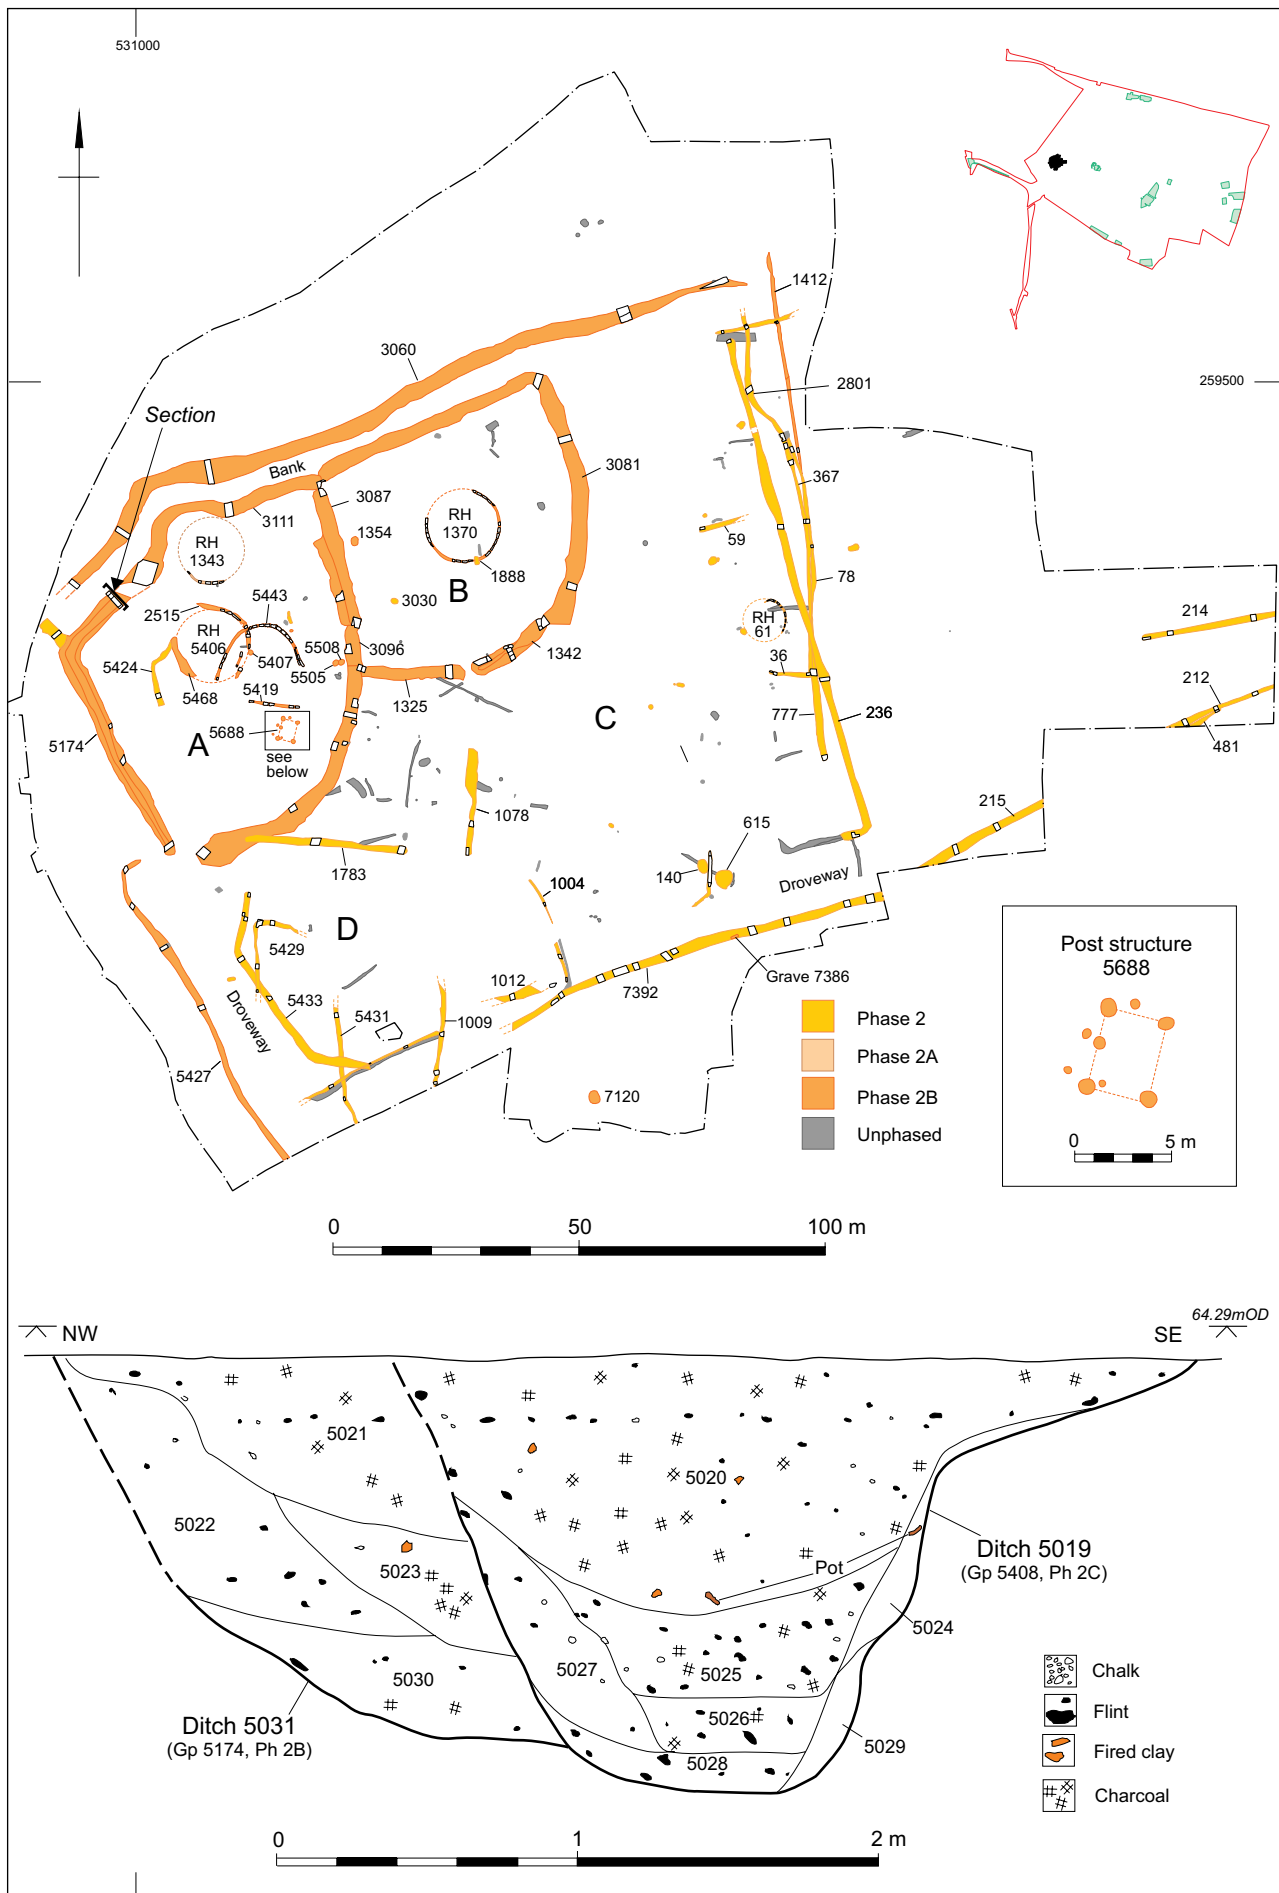 531000
1412
3060
2801
259500
Section
Bank
3081
3087
367
3111
1354
RH
1370
RH
1343
59
1888
B
78
2515
5443
3030
RH
61
214
RH
5406
5508
3096
1342
5424
5407
5505
36
212
5468
5419
1325
C
777
236
5174
A
5688
481
see
below
1078
215
615
1783
140
Droveway
1004
D
5429
Post structure
5688
Grave 7386
1012
7392
5433
Droveway
5431
1009
Phase 2
Phase 2A
5427
7120
Phase 2B
Unphased
0 5 m
0 50 100 m
64.29mOD
NW
SE
5021
5020
5022
Ditch 5019
(Gp 5408, Ph 2C)
5023
Pot
5024
5027
5025
5030
Chalk
Ditch 5031
(Gp 5174, Ph 2B)
5026
Flint
5029
5028
Fired clay
Charcoal
0 1 2 m